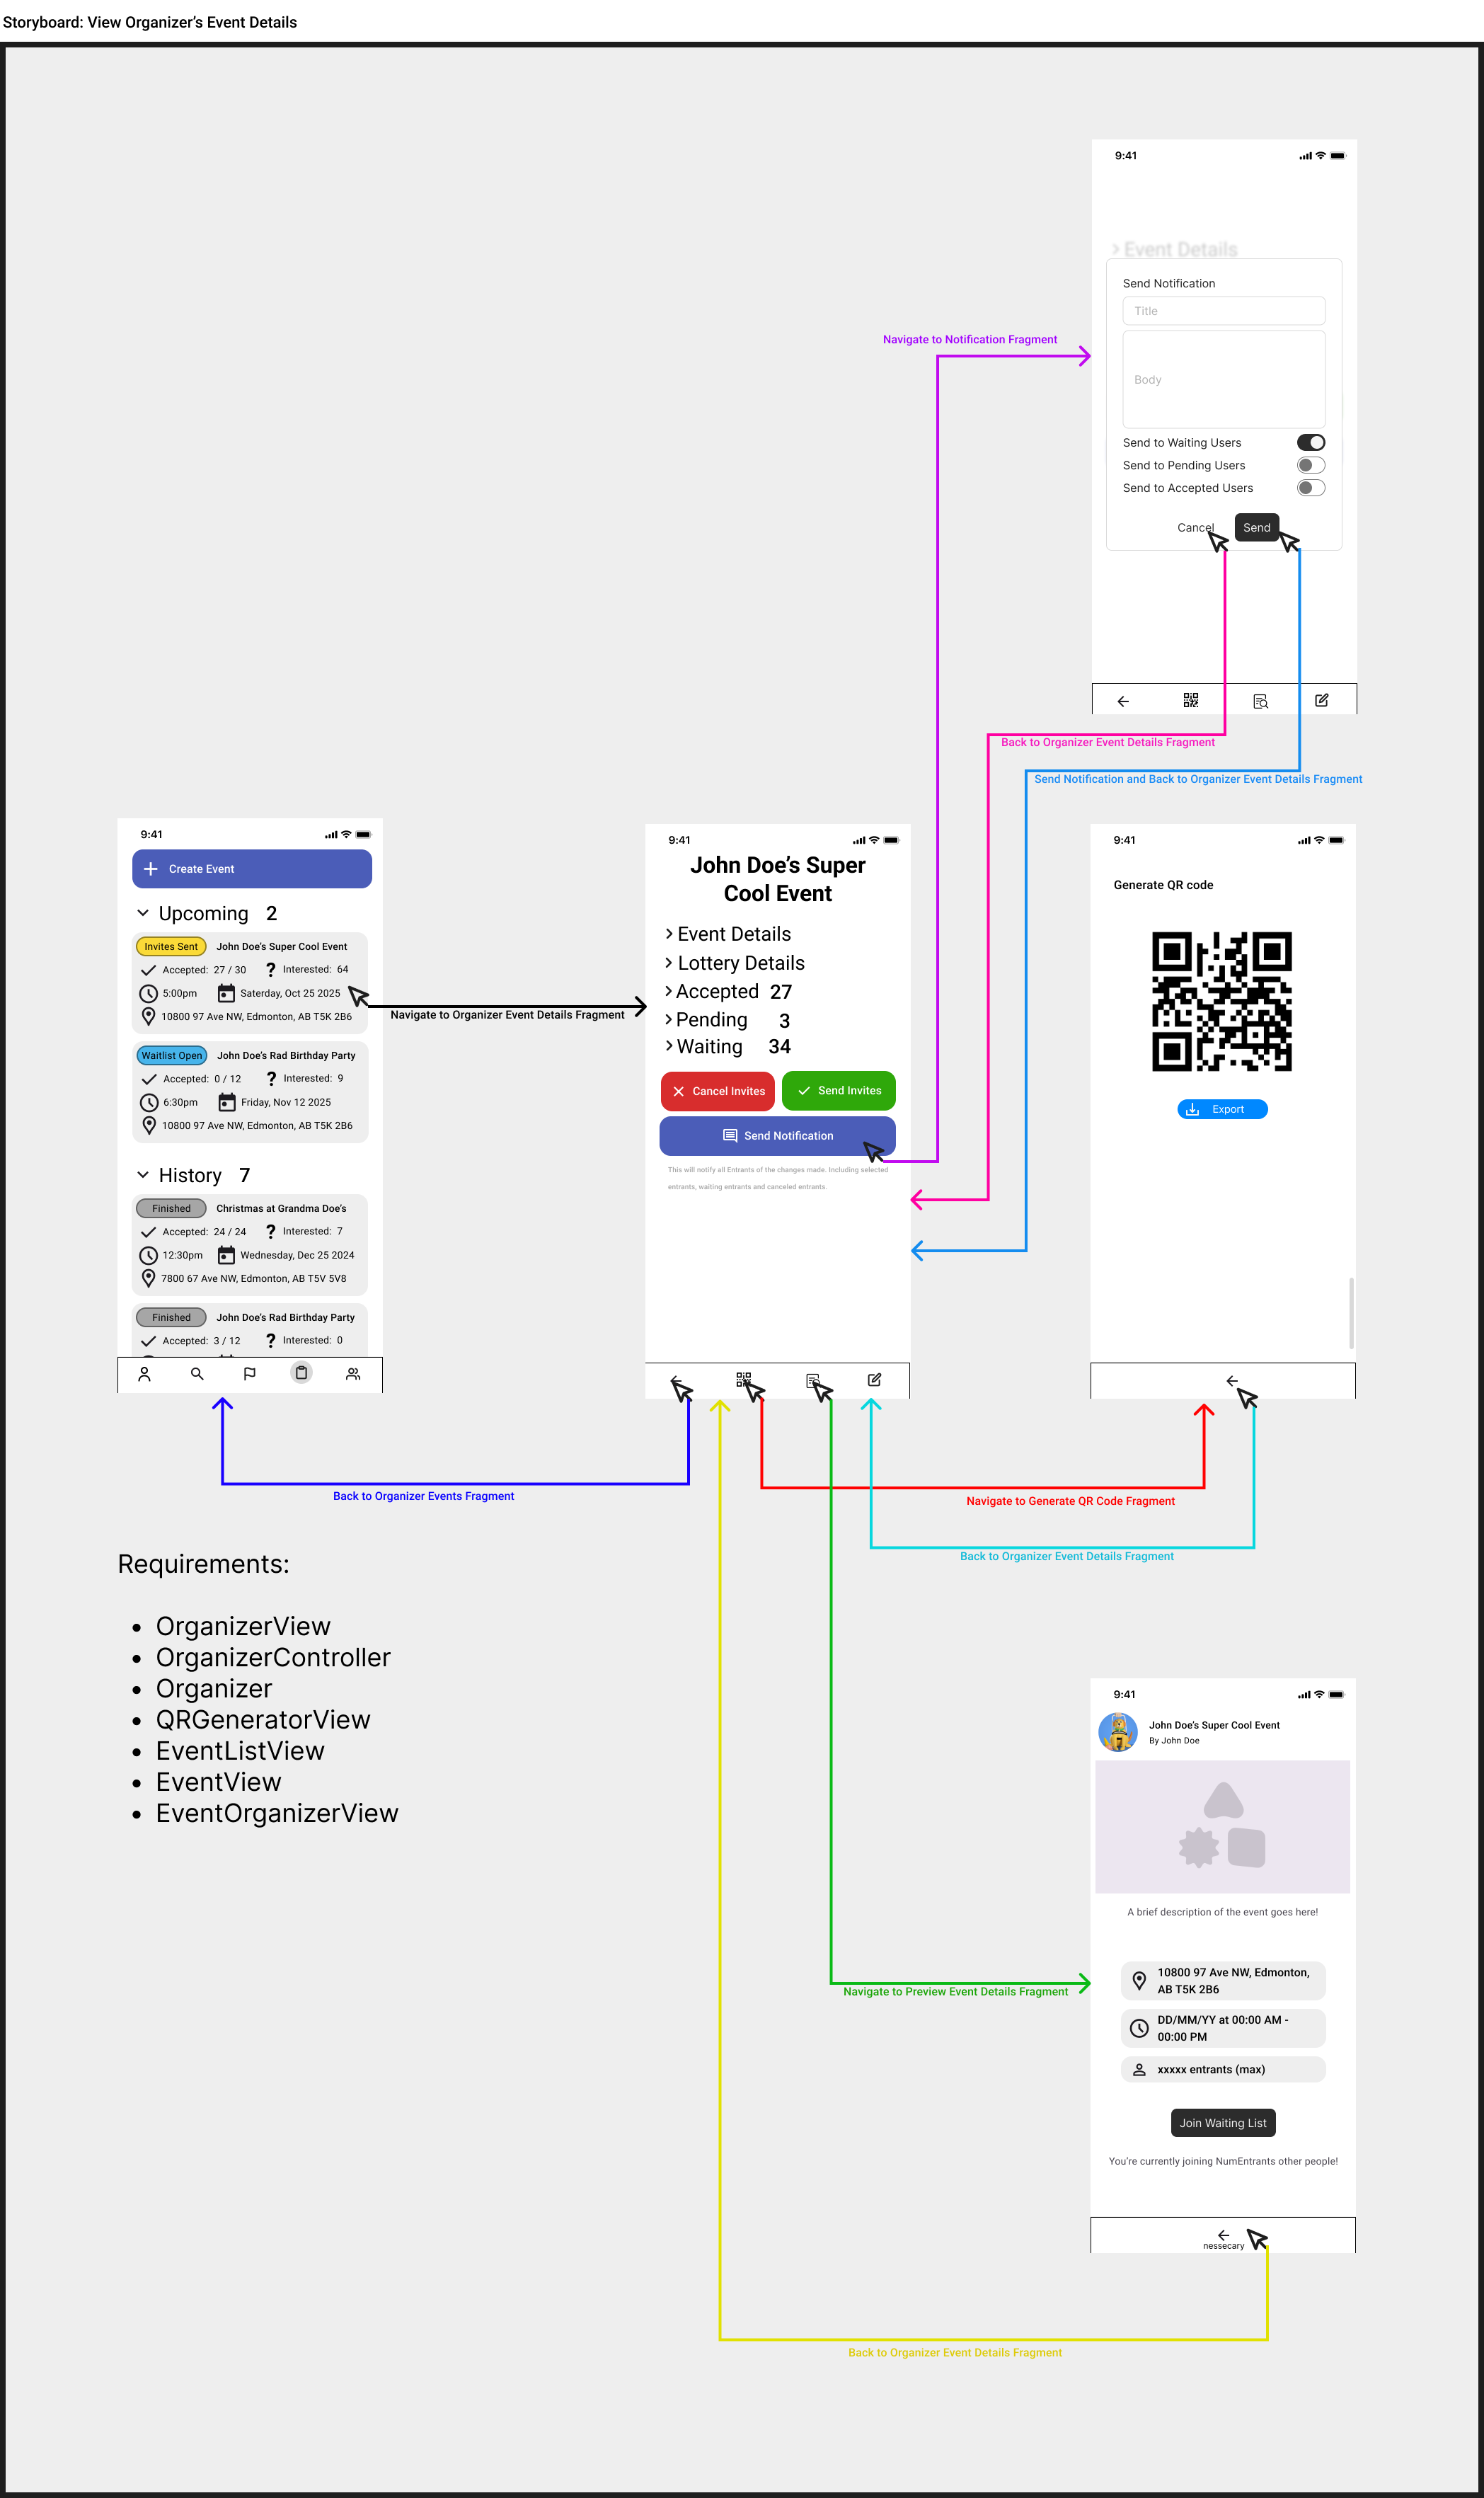 Storyboard: View Organizer's Event Details
9:41
> Event Details
Send Notification
Title
Body
Send to Waiting Users
Send to Pending Users
Send to Accepted Users
Cancel
Send
Navigate to Notification Fragment
Back to Organizer Event Details Fragment
Send Notification and Back to Organizer Event Details Fragment
9:41
+ Create Event
Upcoming 2
Invites Sent John Doe's Super Cool Event
Accepted: 27 / 30 ? Interested: 64
5:00pm Saterday, Oct 25 2025
10800 97 Ave NW, Edmonton, AB T5K 2B6
Waitlist Open John Doe's Rad Birthday Party
Accepted: 0 / 12 ? Interested: 9
6:30pm Friday, Nov 12 2025
10800 97 Ave NW, Edmonton, AB T5K 2B6
History 7
Finished Christmas at Grandma Doe's
Accepted: 24 / 24 ? Interested: 7
12:30pm Wednesday, Dec 25 2024
7800 67 Ave NW, Edmonton, AB T5V 5V8
Finished John Doe's Rad Birthday Party
Accepted: 3 / 12 ? Interested: 0
Navigate to Organizer Event Details Fragment
9:41
John Doe's Super
Cool Event
> Event Details
> Lottery Details
> Accepted 27
> Pending 3
> Waiting 34
Cancel Invites
Send Invites
Send Notification
This will notify all Entrants of the changes made. Including selected
entrants, waiting entrants and canceled entrants.
9:41
Generate QR code
Export
Back to Organizer Events Fragment
Navigate to Generate QR Code Fragment
Back to Organizer Event Details Fragment
Requirements:
• OrganizerView
• OrganizerController
• Organizer
• QRGeneratorView
• EventListView
• EventView
• EventOrganizerView
Navigate to Preview Event Details Fragment
9:41
John Doe's Super Cool Event
By John Doe
A brief description of the event goes here!
10800 97 Ave NW, Edmonton,
AB T5K 2B6
DD/MM/YY at 00:00 AM -
00:00 PM
xxxxx entrants (max)
Join Waiting List
You're currently joining NumEntrants other people!
nessecary
Back to Organizer Event Details Fragment